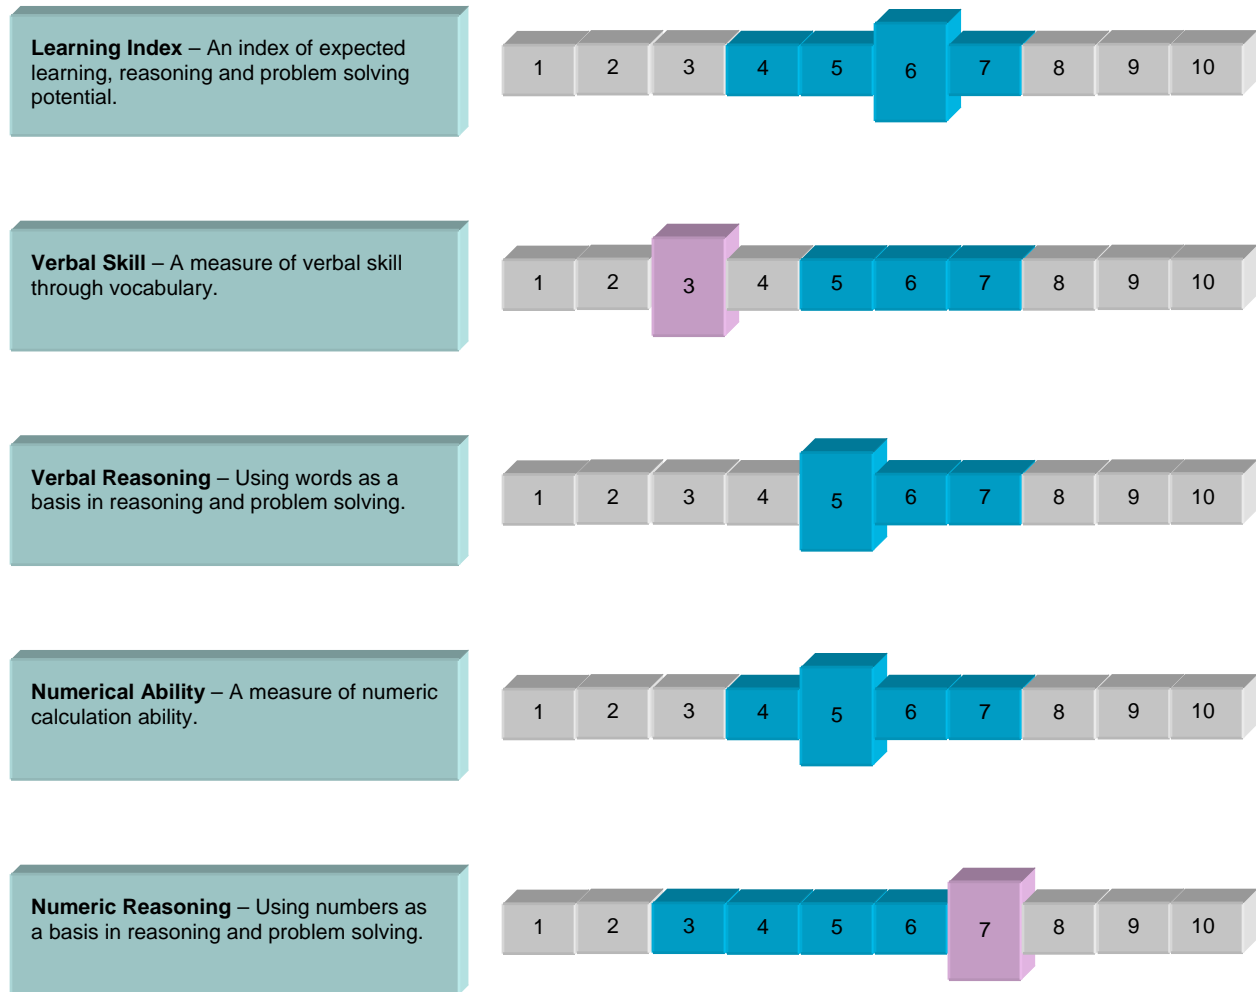 Learning Index – An index of expected
learning, reasoning and problem solving
potential.
1 2 3 4 5 6 7 8 9 10
Verbal Skill – A measure of verbal skill
through vocabulary.
1 2 3 4 5 6 7 8 9 10
Verbal Reasoning – Using words as a
basis in reasoning and problem solving.
1 2 3 4 5 6 7 8 9 10
Numerical Ability – A measure of numeric
calculation ability.
1 2 3 4 5 6 7 8 9 10
Numeric Reasoning – Using numbers as
a basis in reasoning and problem solving.
1 2 3 4 5 6 7 8 9 10